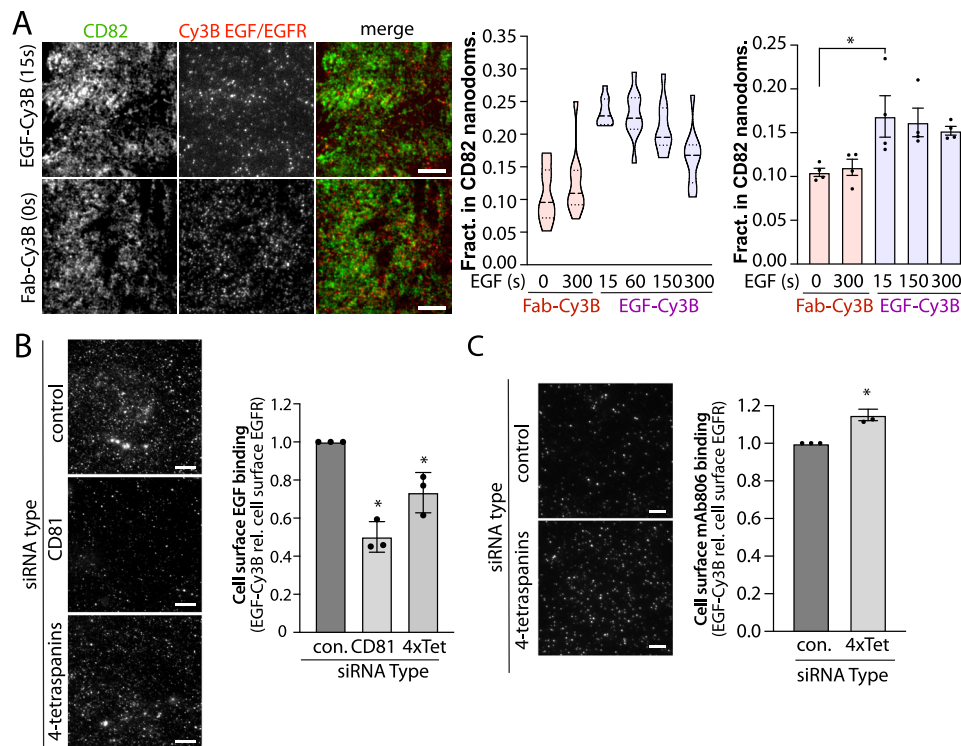 A
CD82
Cy3B EGF/EGFR
merge
EGF-Cy3B (15s)
Fab-Cy3B (0s)
Fract. in CD82 nanodoms.
0.35
0.30
0.25
0.20
0.15
0.10
0.05
0.00
EGF (s)
0 300 15 60 150 300
Fab-Cy3B EGF-Cy3B
Fract. in CD82 nanodoms.
0.25
0.20
0.15
0.10
0.05
0.00
*
EGF (s)
0 300 15 150 300
Fab-Cy3B EGF-Cy3B
B
siRNA type
control
CD81
4-tetraspanins
Cell surface EGF binding
(EGF-Cy3B rel. cell surface EGFR)
1.2
1.0
0.8
0.6
0.4
0.2
0
*
*
con. CD81 4xTet
siRNA Type
C
siRNA type
control
4-tetraspanins
Cell surface mAb806 binding
(EGF-Cy3B rel. cell surface EGFR)
1.2
1.0
0.8
0.6
0.4
0.2
0
*
con. 4xTet
siRNA Type